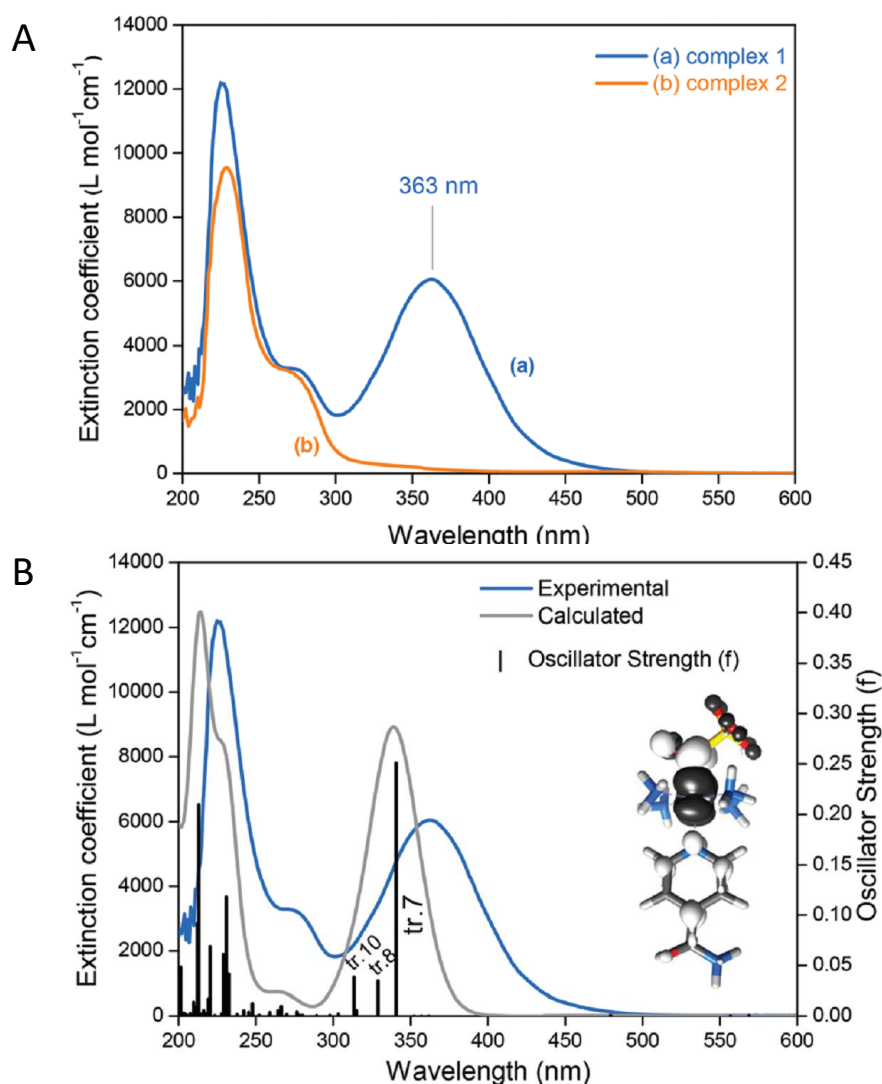 A
14000
12000
10000
8000
6000
4000
2000
0
Extinction coefficient (L mol⁻¹cm⁻¹)
(a) complex 1
(b) complex 2
363 nm
(a)
(b)
200 250 300 350 400 450 500 550 600
Wavelength (nm)
B
14000
12000
10000
8000
6000
4000
2000
0
Extinction coefficient (L mol⁻¹cm⁻¹)
Experimental
Calculated
Oscillator Strength (f)
tr.10
tr.8
tr.7
0.45
0.40
0.35
0.30
0.25
0.20
0.15
0.10
0.05
0.00
Oscillator Strength (f)
200 250 300 350 400 450 500 550 600
Wavelength (nm)